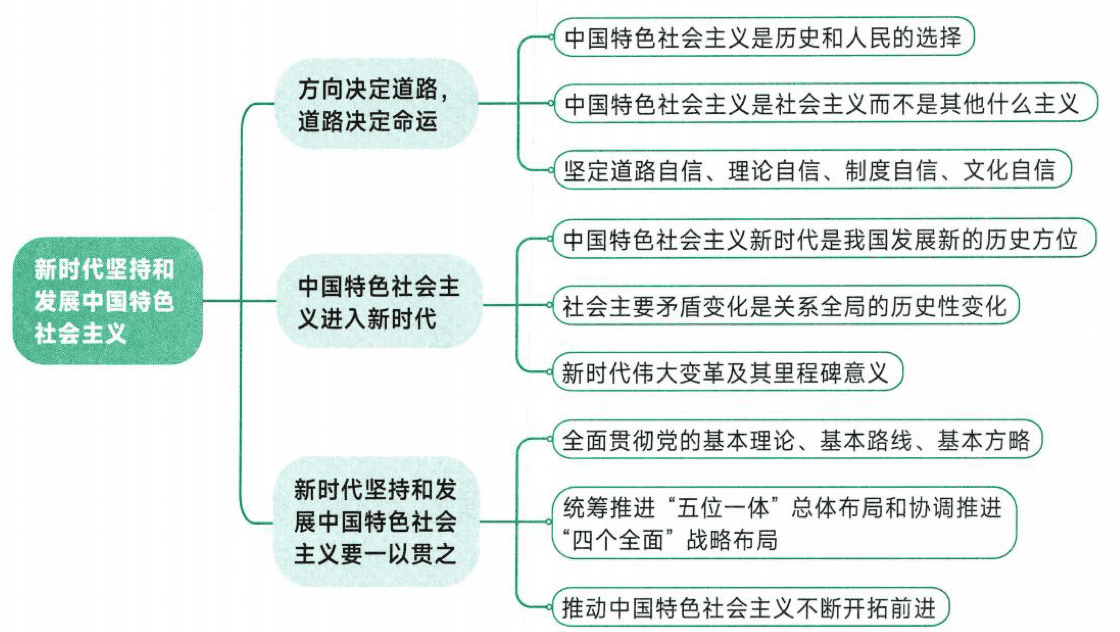 新时代坚持和
发展中国特色
社会主义
方向决定道路，
道路决定命运
中国特色社会主义是历史和人民的选择
中国特色社会主义是社会主义而不是其他什么主义
坚定道路自信、理论自信、制度自信、文化自信
中国特色社会主
义进入新时代
中国特色社会主义新时代是我国发展新的历史方位
社会主要矛盾变化是关系全局的历史性变化
新时代伟大变革及其里程碑意义
新时代坚持和发
展中国特色社会
主义要一以贯之
全面贯彻党的基本理论、基本路线、基本方略
统筹推进“五位一体”总体布局和协调推进
“四个全面”战略布局
推动中国特色社会主义不断开拓前进